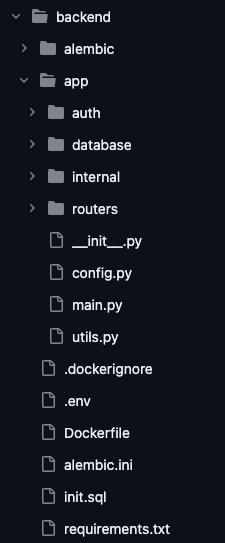 backend
alembic
app
auth
database
internal
routers
__init__.py
config.py
main.py
utils.py
.dockerignore
.env
Dockerfile
alembic.ini
init.sql
requirements.txt